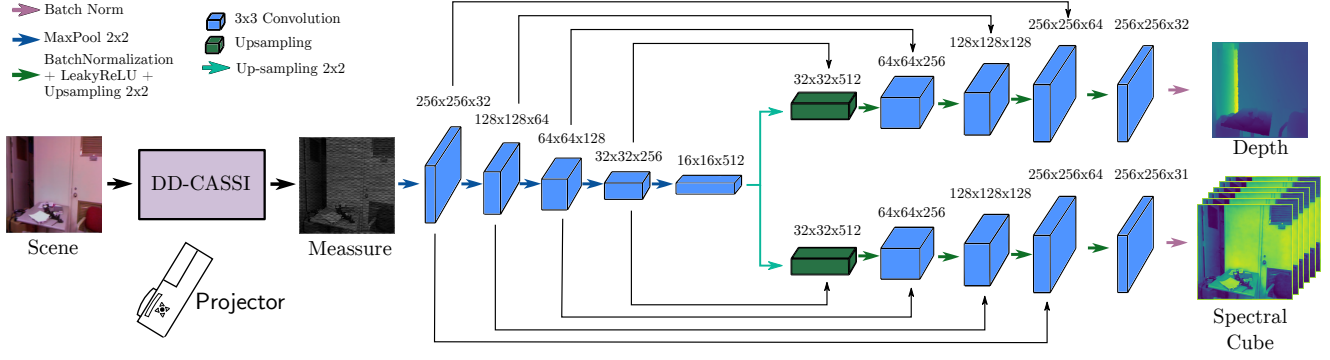 Batch Norm
MaxPool 2x2
BatchNormalization
+ LeakyReLU +
Upsampling 2x2
3x3 Convolution
Upsampling
Up-sampling 2x2
Scene
DD-CASSI
Projector
Meassure
256x256x32
128x128x64
64x64x128
32x32x256
16x16x512
32x32x512
64x64x256
128x128x128
256x256x64
256x256x32
Depth
32x32x512
64x64x256
128x128x128
256x256x64
256x256x31
Spectral
Cube